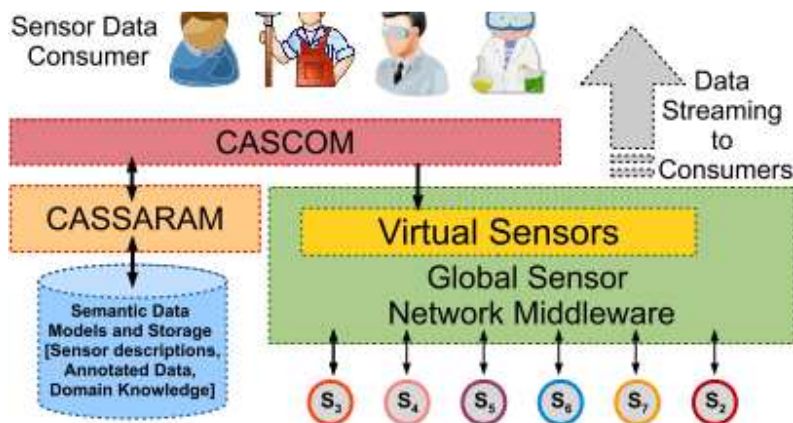 Sensor Data
Consumer
Data
Streaming
to
Consumers
CASCOM
CASSARAM
Virtual Sensors
Global Sensor
Network Middleware
Semantic Data
Models and Storage
[Sensor descriptions,
Annotated Data,
Domain Knowledge]
S₃
S₄
S₅
S₆
S₇
S₂